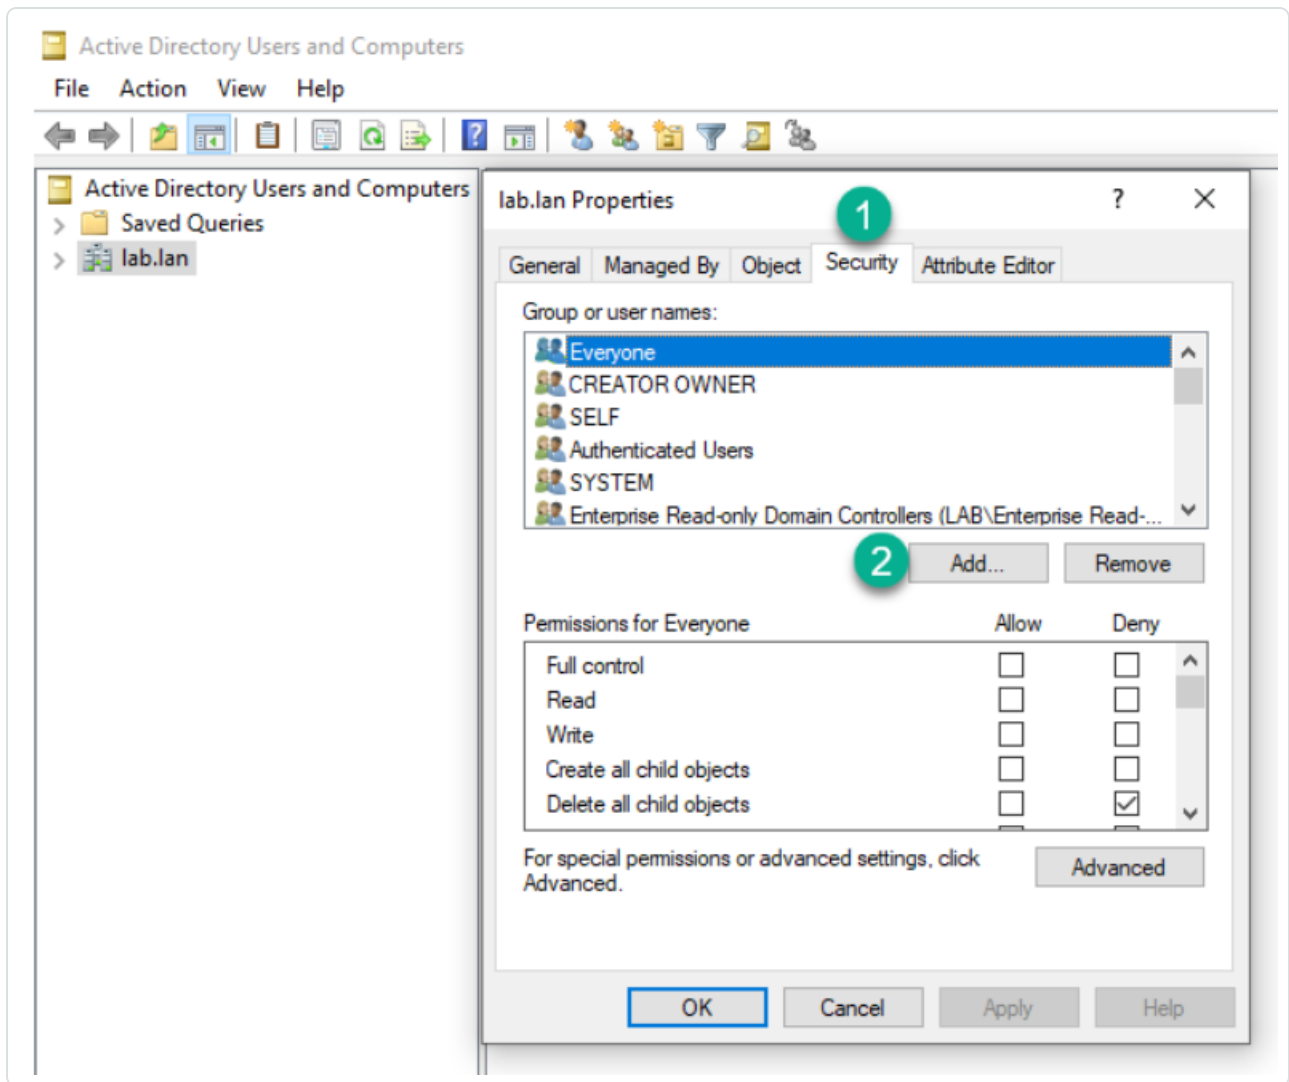 Active Directory Users and Computers
File Action View Help
Active Directory Users and Computers
Saved Queries
lab.lan
lab.lan Properties
?
1
General Managed By Object Security Attribute Editor
Group or user names:
Everyone
CREATOR OWNER
SELF
Authenticated Users
SYSTEM
Enterprise Read-only Domain Controllers (LAB\Enterprise Read-...
2 Add... Remove
Permissions for Everyone Allow Deny
Full control
Read
Write
Create all child objects
Delete all child objects
For special permissions or advanced settings, click
Advanced.
Advanced
OK Cancel Apply Help